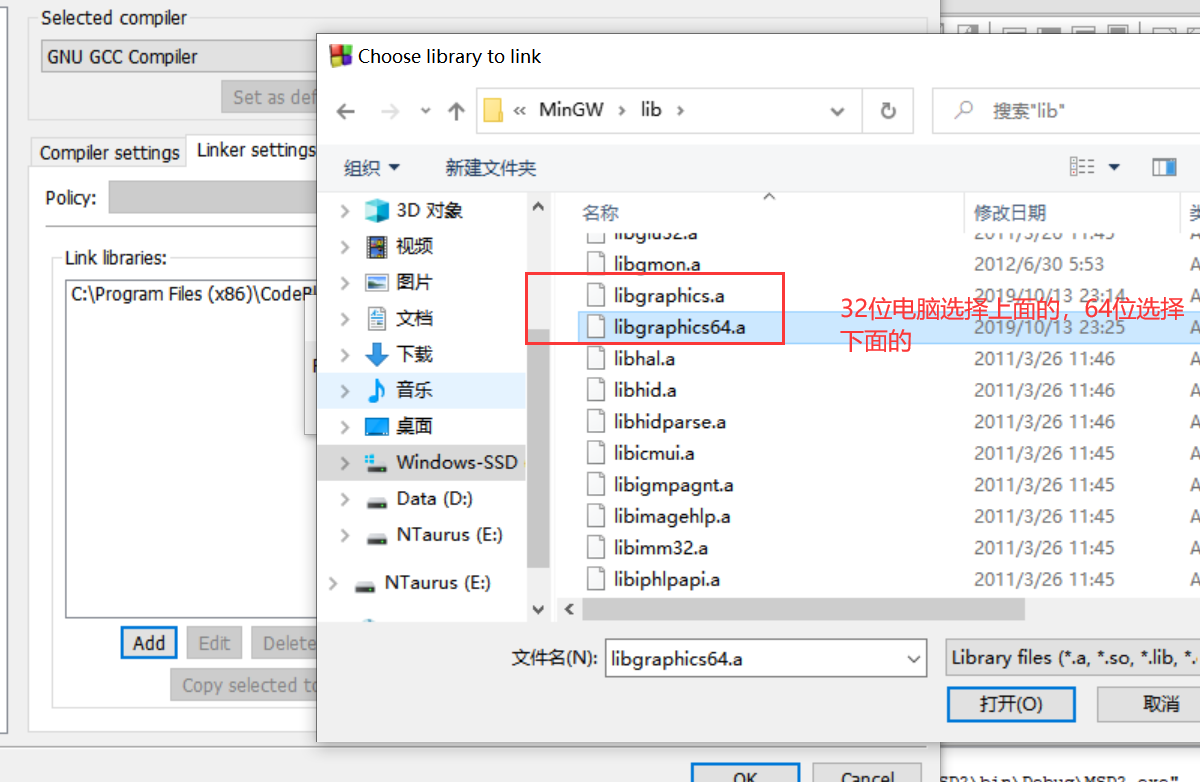 Selected compiler
GNU GCC Compiler
Set as def
Compiler settings
Linker settings
Policy:
Link libraries:
C:\Program Files (x86)\CodeBl
Add
Edit
Delete
Copy selected to
OK
Cancel
Choose library to link
« MinGW › lib ›
搜索"lib"
组织
新建文件夹
3D 对象
视频
图片
文档
下载
音乐
桌面
Windows-SSD
Data (D:)
NTaurus (E:)
NTaurus (E:)
名称 修改日期
libglu32.a 2011/3/26 11:45
libgmon.a 2012/6/30 5:53
libgraphics.a 2019/10/13 23:14
libgraphics64.a 2019/10/13 23:25
libhal.a 2011/3/26 11:46
libhid.a 2011/3/26 11:46
libhidparse.a 2011/3/26 11:46
libicmui.a 2011/3/26 11:45
libigmpagnt.a 2011/3/26 11:45
libimagehlp.a 2011/3/26 11:45
libimm32.a 2011/3/26 11:45
libiphlpapi.a 2011/3/26 11:45
32位电脑选择上面的，64位选择
下面的
文件名(N):
libgraphics64.a
Library files (*.a, *.so, *.lib, *.
打开(O)
取消